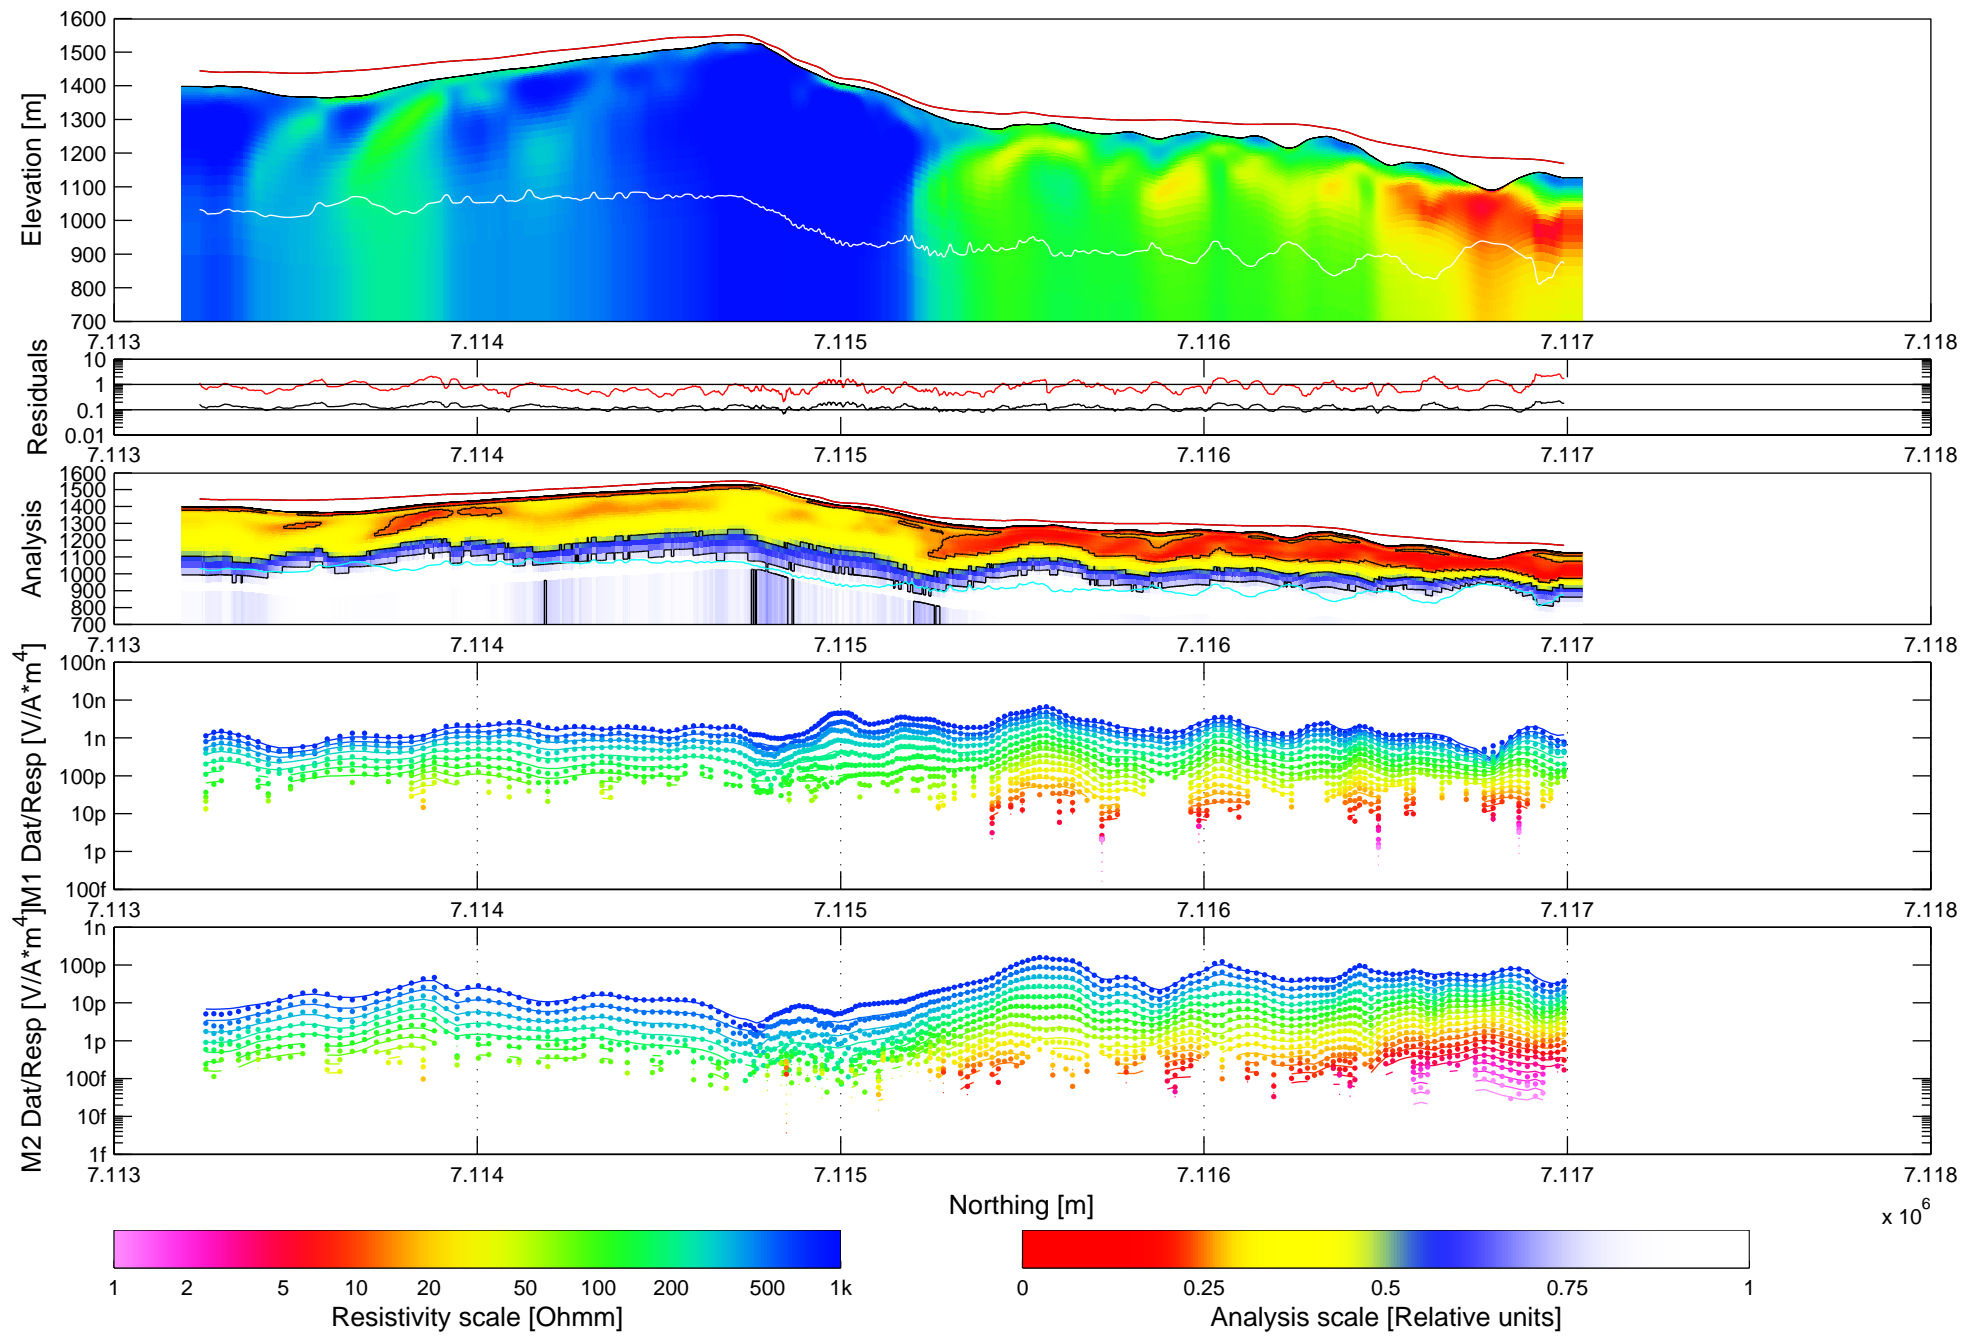 1600
1500
1400
1300
1200
1100
1000
900
800
700
Elevation [m]
7.113 7.114 7.115 7.116 7.117 7.118
10
1
0.1
0.01
Residuals
7.113 7.114 7.115 7.116 7.117 7.118
1600
1500
1400
1300
1200
1100
1000
900
800
700
Analysis
7.113 7.114 7.115 7.116 7.117 7.118
100n
10n
1n
100p
10p
1p
100f
M1 Dat/Resp [V/A*m4]
7.113 7.114 7.115 7.116 7.117 7.118
1n
100p
10p
1p
100f
10f
1f
M2 Dat/Resp [V/A*m4]
7.113 7.114 7.115 7.116 7.117 7.118
Northing [m]
x 10^6
1 2 5 10 20 50 100 200 500 1k
Resistivity scale [Ohmm]
0 0.25 0.5 0.75 1
Analysis scale [Relative units]